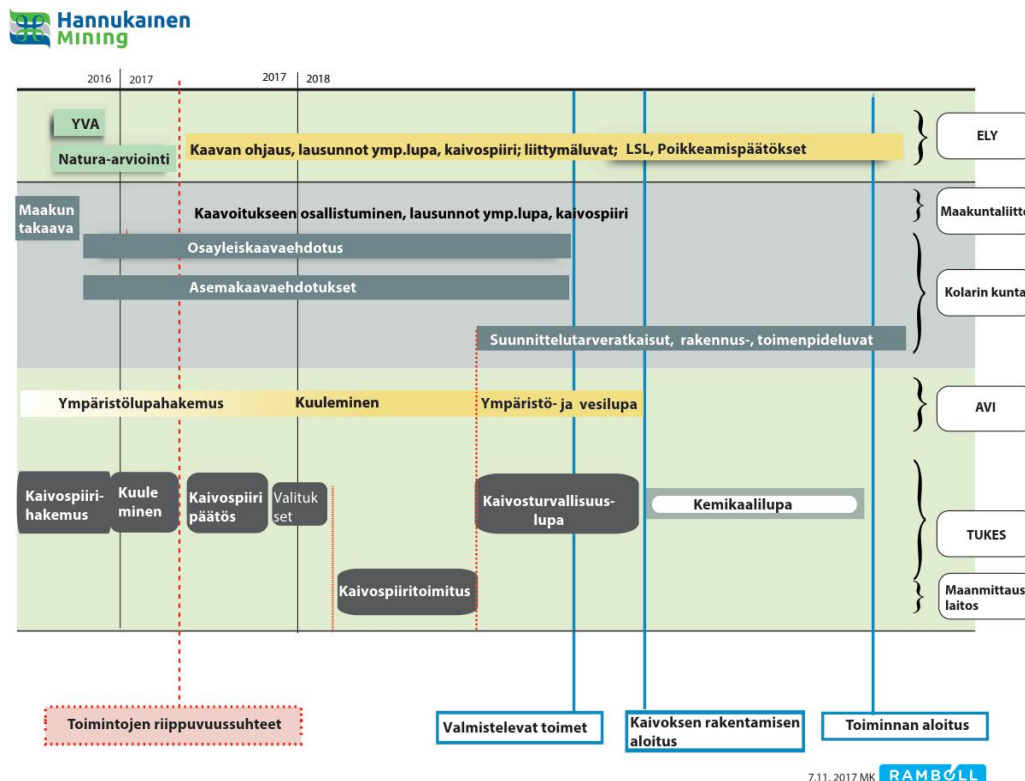 Hannukainen
Mining
2016 2017
2017 2018
YVA
Natura-arviointi
Kaavan ohjaus, lausunnot ymp.lupa, kaivospiiri; liittymäluvat; LSL, Poikkeamispäätökset
ELY
Maakun
takaava
Kaavoitukseen osallistuminen, lausunnot ymp.lupa, kaivospiiri
Maakuntaliitto
Osayleiskaavaehdotus
Asemakaavaehdotukset
Kolarin kunta
Suunnittelutarveratkaisut, rakennus-, toimenpideluvat
Ympäristölupahakemus
Kuuleminen
Ympäristö- ja vesilupa
AVI
Kaivospiiri-
hakemus
Kuule
minen
Kaivospiiri
päätös
Valituk
set
Kaivosturvallisuus-
lupa
Kemikaalilupa
TUKES
Kaivospiiritoimitus
Maanmittaus
laitos
Toimintojen riippuvuussuhteet
Valmistelevat toimet
Kaivoksen rakentamisen
aloitus
Toiminnan aloitus
7.11. 2017 MK
RAMBOLL